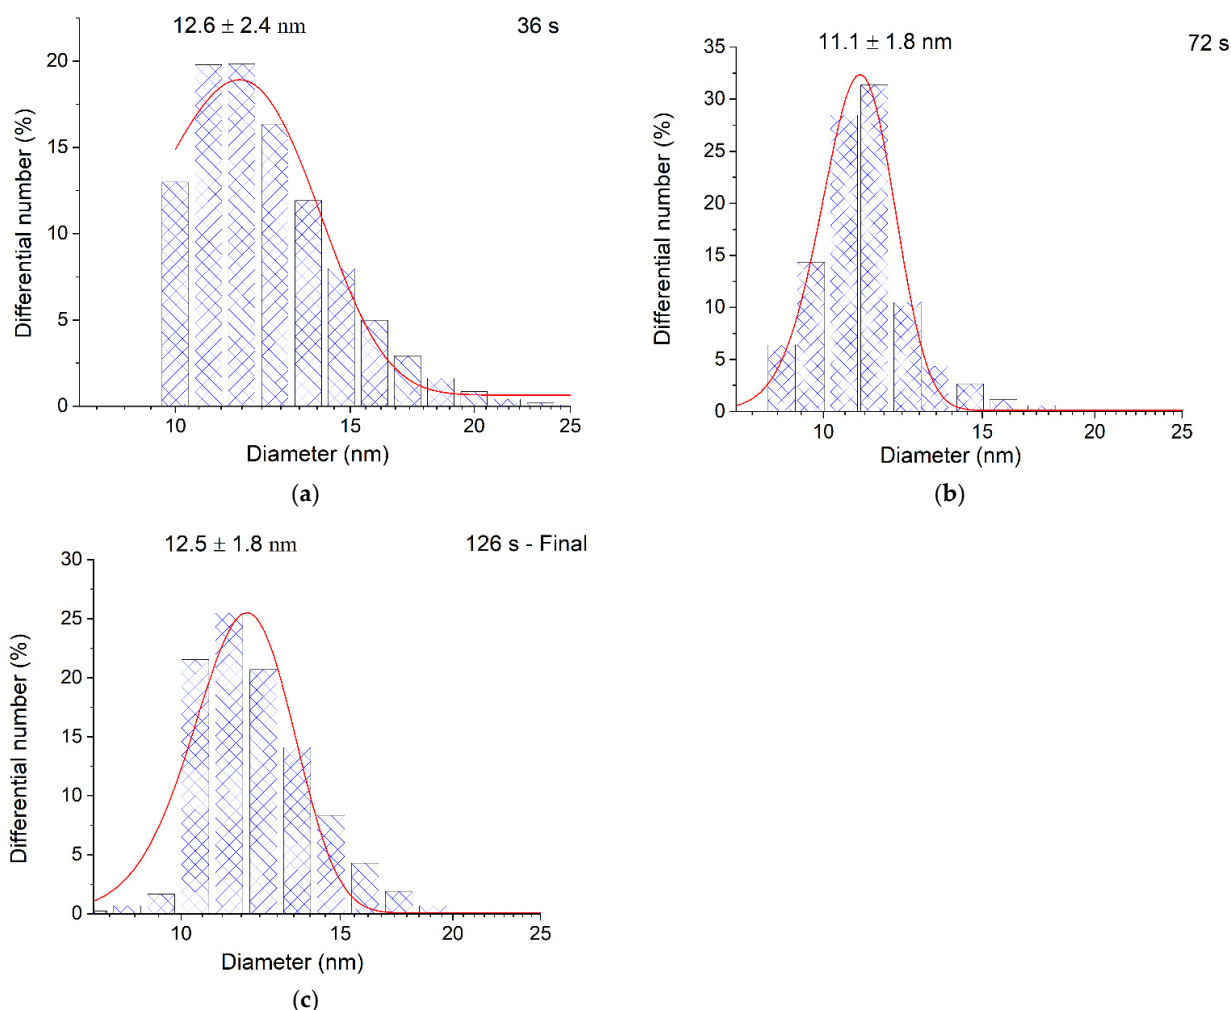 12.6 ± 2.4 nm 36 s
20
15
10
5
0
Differential number (%)
10 15 20 25
Diameter (nm)
(a)
11.1 ± 1.8 nm 72 s
35
30
25
20
15
10
5
0
Differential number (%)
10 15 20 25
Diameter (nm)
(b)
12.5 ± 1.8 nm 126 s - Final
30
25
20
15
10
5
0
Differential number (%)
10 15 20 25
Diameter (nm)
(c)